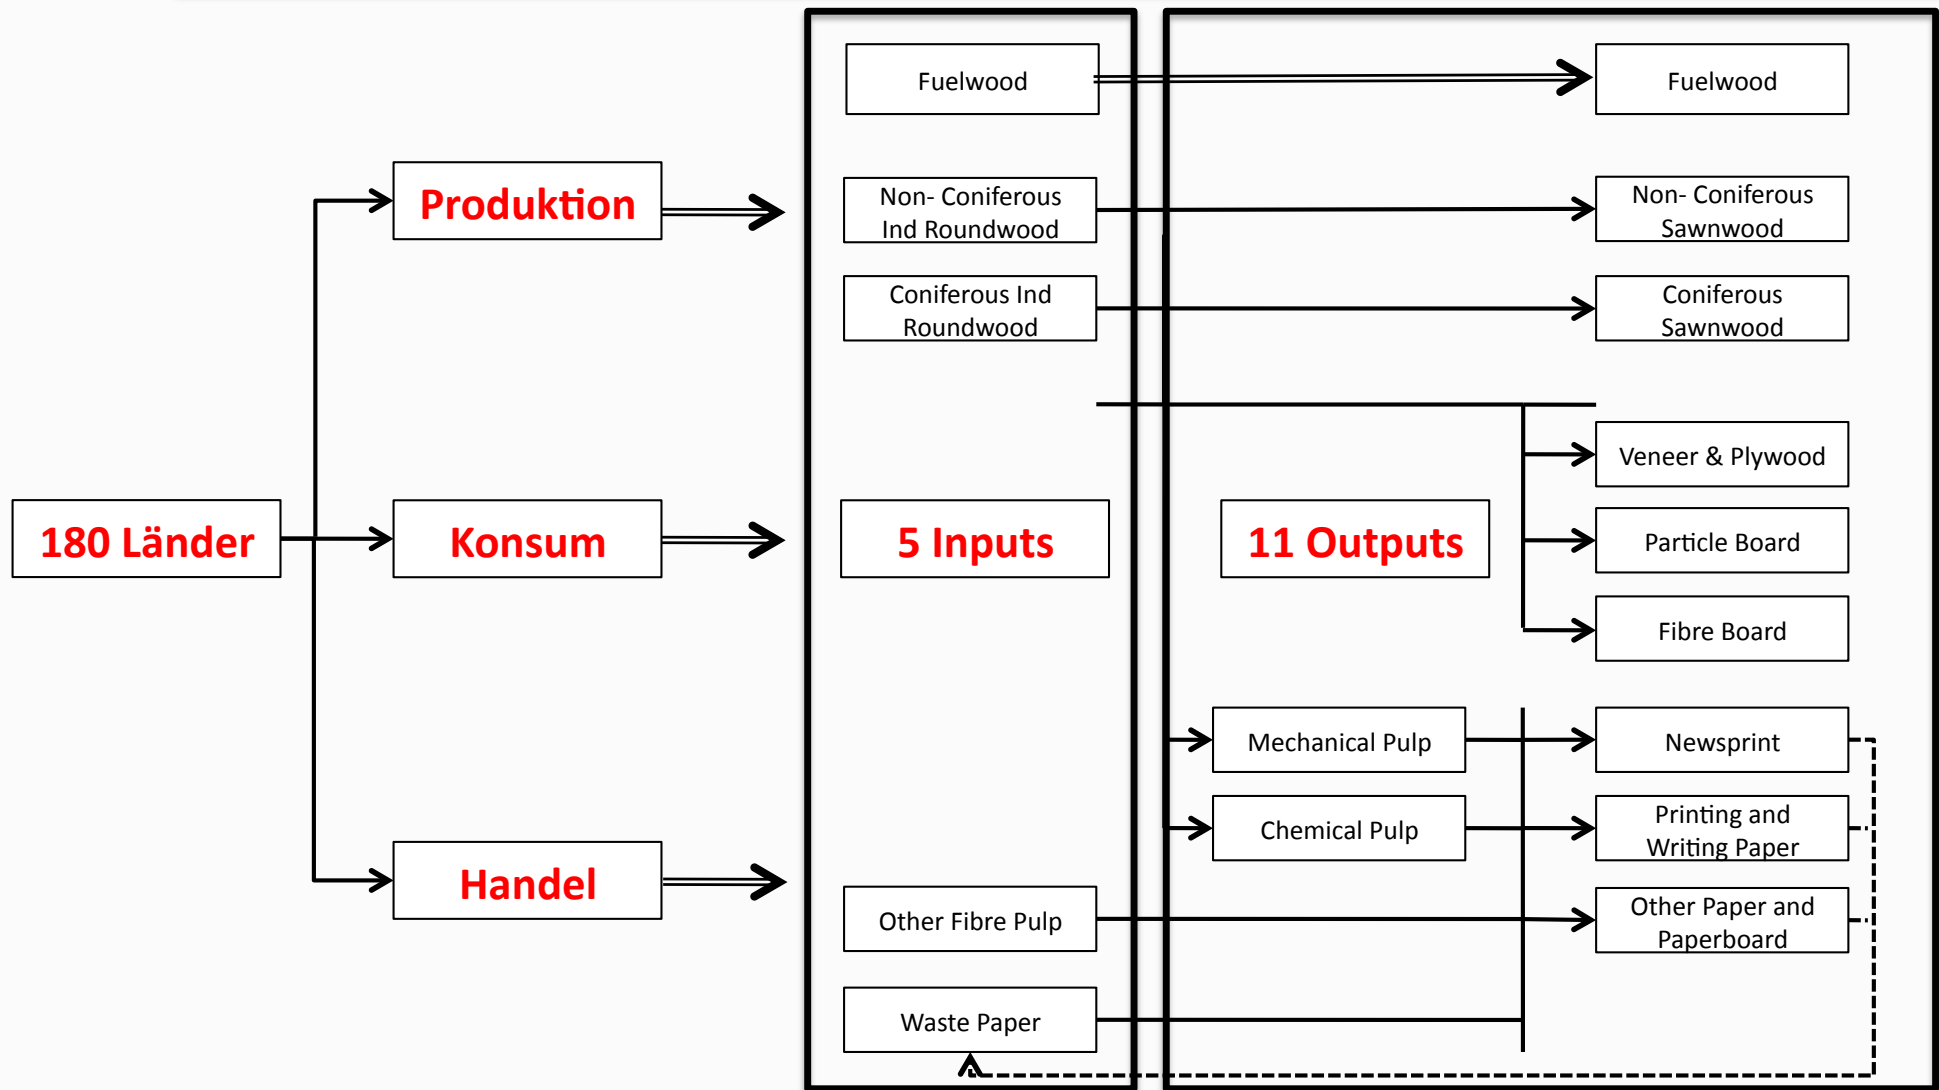 180 Länder
Produktion
Konsum
Handel
Fuelwood
Non- Coniferous
Ind Roundwood
Coniferous Ind
Roundwood
5 Inputs
Other Fibre Pulp
Waste Paper
11 Outputs
Mechanical Pulp
Chemical Pulp
Fuelwood
Non- Coniferous
Sawnwood
Coniferous
Sawnwood
Veneer & Plywood
Particle Board
Fibre Board
Newsprint
Printing and
Writing Paper
Other Paper and
Paperboard